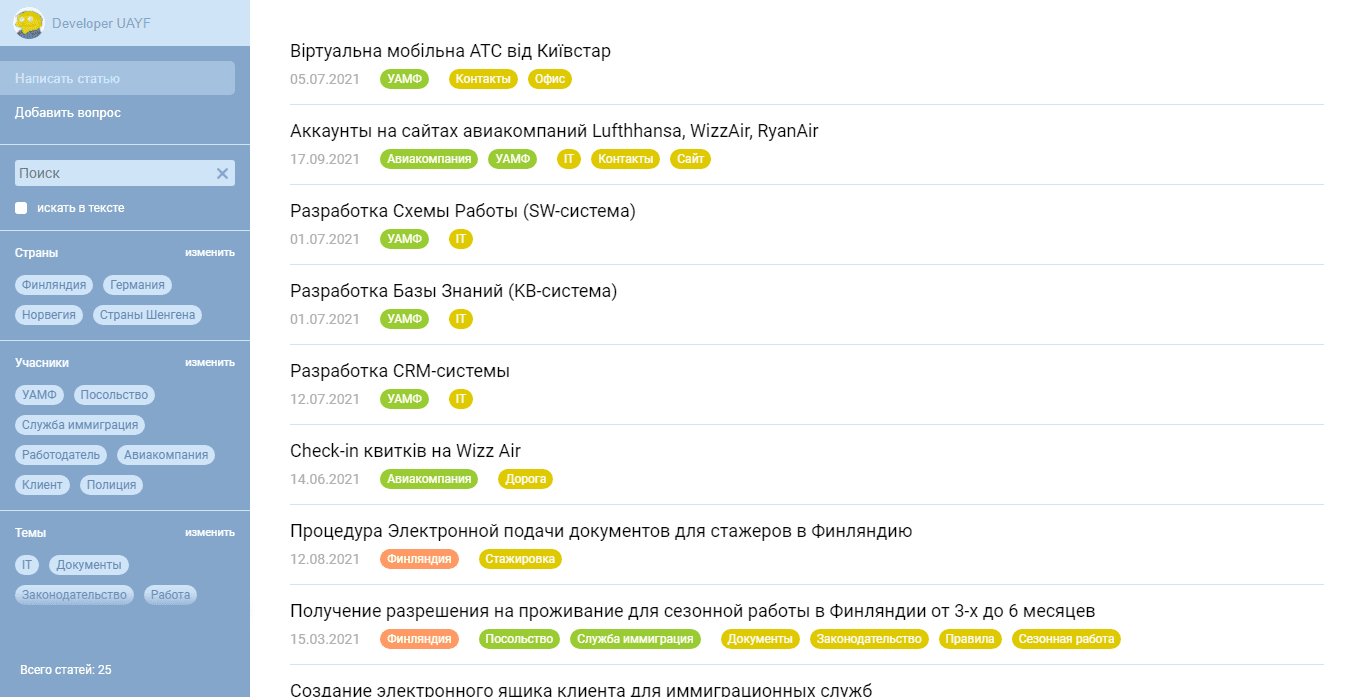 Developer UAYF
Написать статью
Добавить вопрос
Поиск
искать в тексте
Страны изменить
Финляндия Германия
Норвегия Страны Шенгена
Учасники изменить
УАМФ Посольство
Служба иммиграция
Работодатель Авиакомпания
Клиент Полиция
Темы изменить
IT Документы
Законодательство Работа
Всего статей: 25
Віртуальна мобільна АТС від Київстар
05.07.2021 УАМФ Контакты Офис
Аккаунты на сайтах авиакомпаний Lufthhansa, WizzAir, RyanAir
17.09.2021 Авиакомпания УАМФ IT Контакты Сайт
Разработка Схемы Работы (SW-система)
01.07.2021 УАМФ IT
Разработка Базы Знаний (KB-система)
01.07.2021 УАМФ IT
Разработка CRM-системы
12.07.2021 УАМФ IT
Check-in квитків на Wizz Air
14.06.2021 Авиакомпания Дорога
Процедура Электронной подачи документов для стажеров в Финляндию
12.08.2021 Финляндия Стажировка
Получение разрешения на проживание для сезонной работы в Финляндии от 3-х до 6 месяцев
15.03.2021 Финляндия Посольство Служба иммиграция Документы Законодательство Правила Сезонная работа
Создание электронного ящика клиента для иммиграционных служб